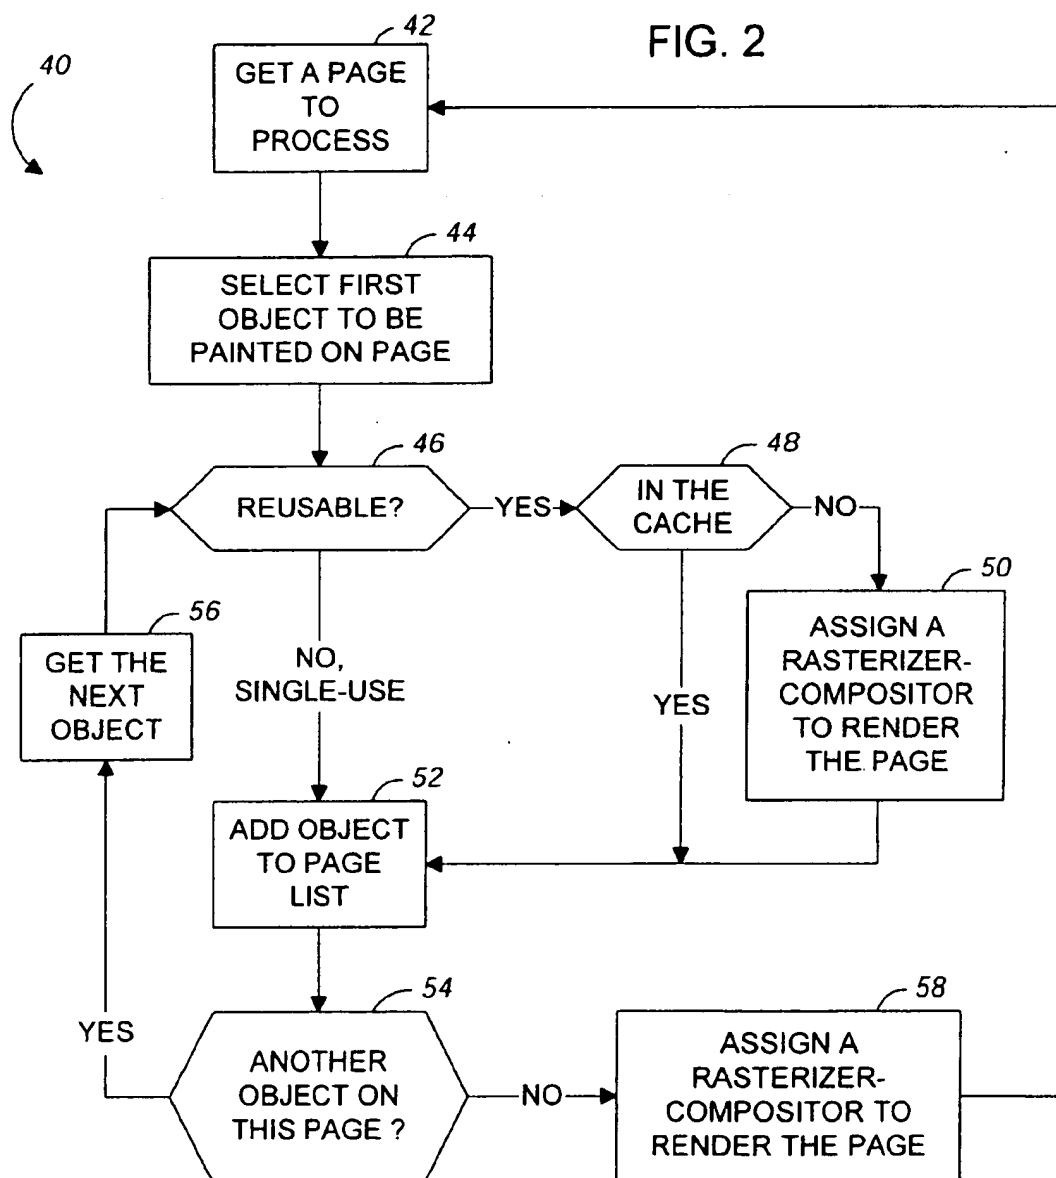 FIG. 2
40
42
GET A PAGE
TO
PROCESS
44
SELECT FIRST
OBJECT TO BE
PAINTED ON PAGE
46
REUSABLE?
YES
48
IN THE
CACHE
NO
50
ASSIGN A
RASTERIZER-
COMPOSITOR
TO RENDER
THE PAGE
56
GET THE
NEXT
OBJECT
NO,
SINGLE-USE
YES
52
ADD OBJECT
TO PAGE
LIST
54
ANOTHER
OBJECT ON
THIS PAGE ?
YES
NO
58
ASSIGN A
RASTERIZER-
COMPOSITOR TO
RENDER THE PAGE